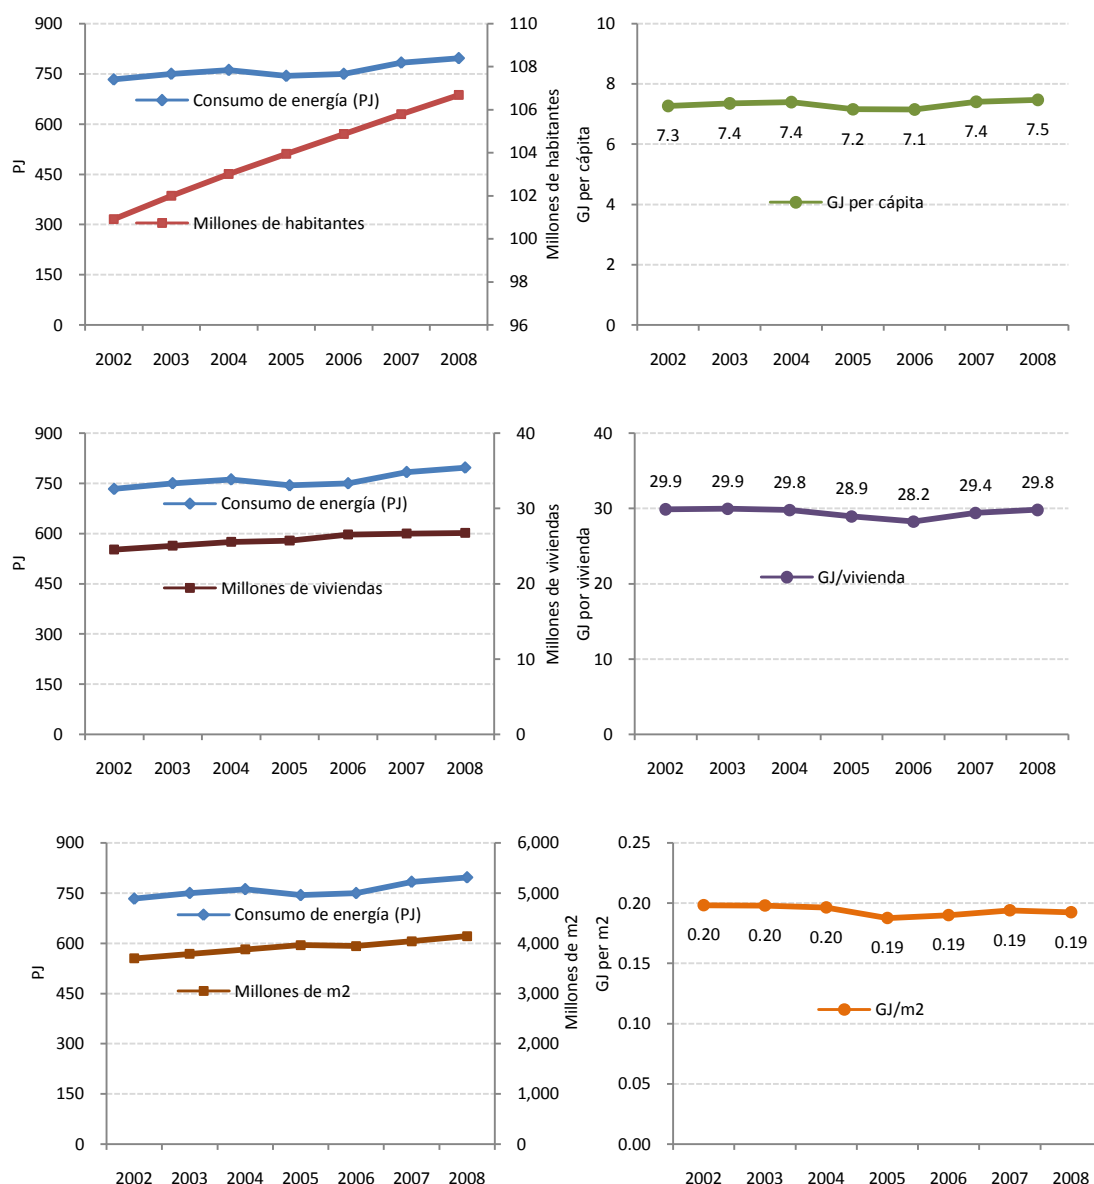 900
750
600
450
300
150
0
PJ
110
108
106
104
102
100
98
96
Millones de habitantes
Consumo de energía (PJ)
Millones de habitantes
2002 2003 2004 2005 2006 2007 2008
10
8
6
4
2
0
GJ per cápita
7.3 7.4 7.4 7.2 7.1 7.4 7.5
GJ per cápita
2002 2003 2004 2005 2006 2007 2008
900
750
600
450
300
150
0
PJ
40
30
20
10
0
Millones de viviendas
Consumo de energía (PJ)
Millones de viviendas
2002 2003 2004 2005 2006 2007 2008
40
30
20
10
0
GJ por vivienda
29.9 29.9 29.8 28.9 28.2 29.4 29.8
GJ/vivienda
2002 2003 2004 2005 2006 2007 2008
900
750
600
450
300
150
0
PJ
6,000
5,000
4,000
3,000
2,000
1,000
0
Millones de m2
Consumo de energía (PJ)
Millones de m2
2002 2003 2004 2005 2006 2007 2008
0.25
0.20
0.15
0.10
0.05
0.00
GJ per m2
0.20 0.20 0.20 0.19 0.19 0.19 0.19
GJ/m2
2002 2003 2004 2005 2006 2007 2008